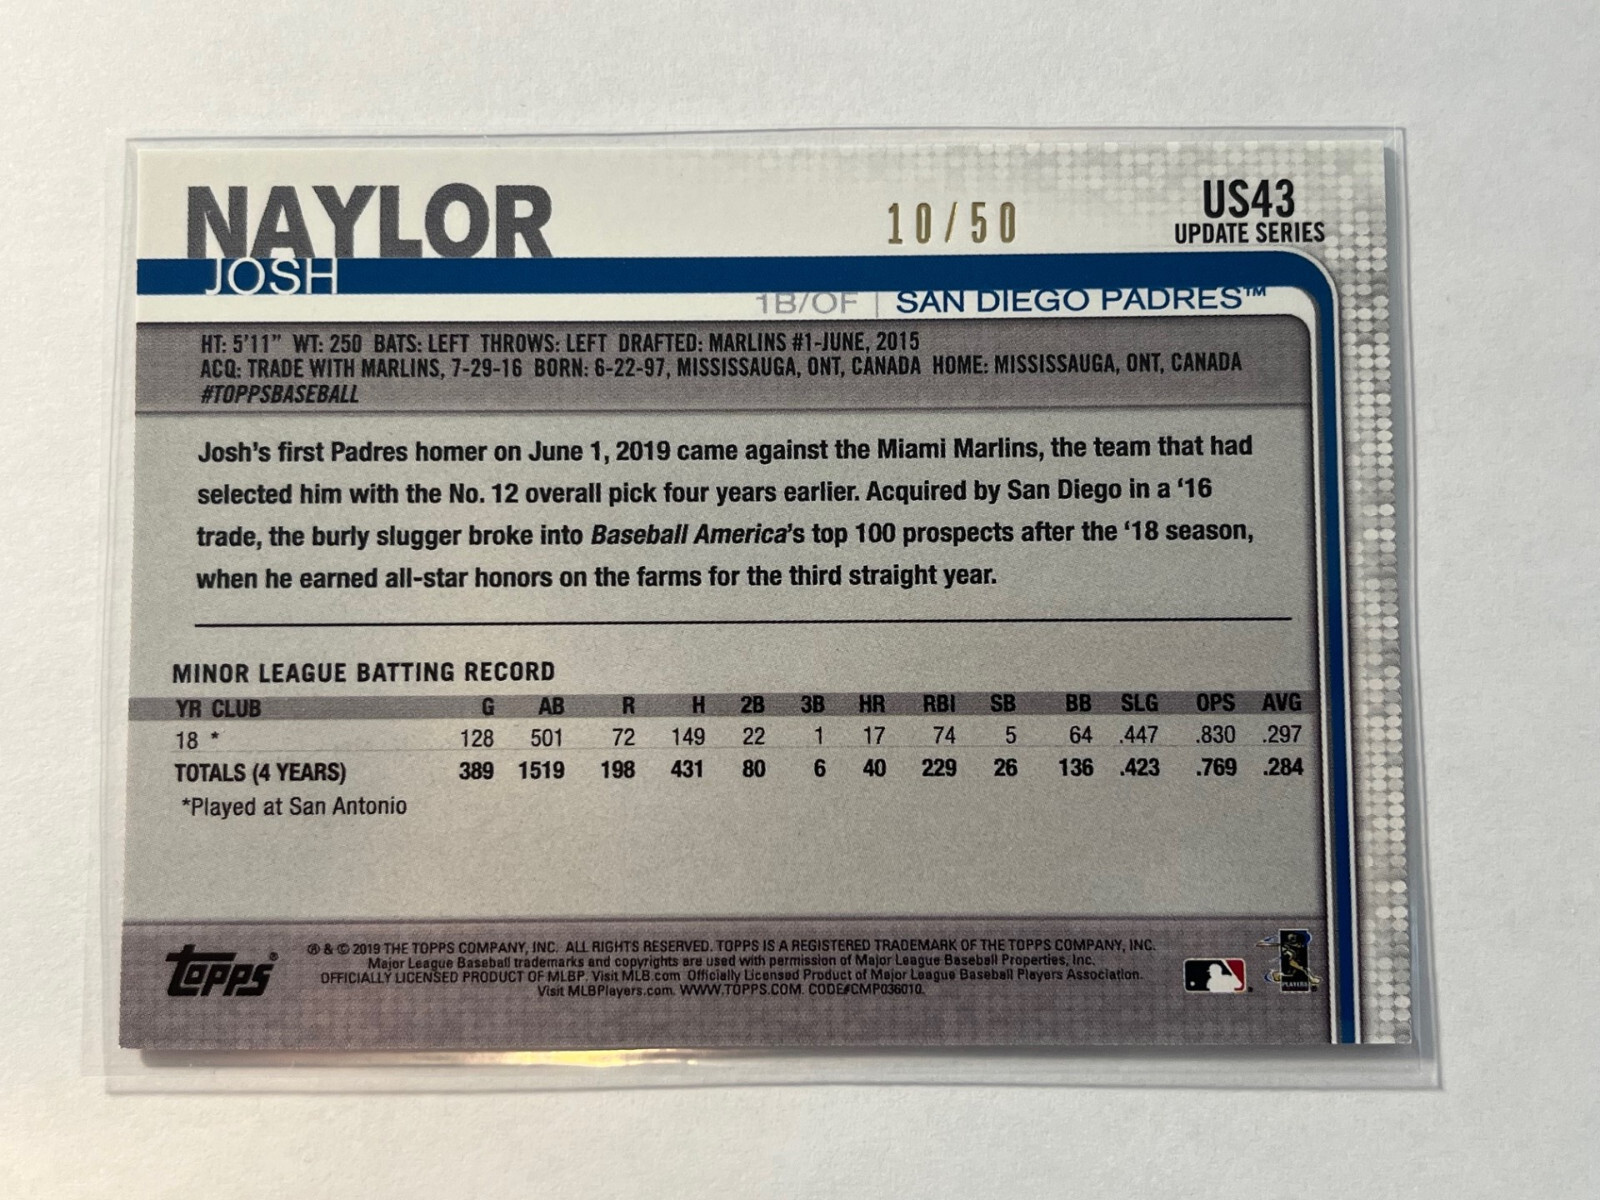 NAYLOR
JOSH
10/50
US43
UPDATE SERIES
1B/OF | SAN DIEGO PADRES™
HT: 5'11" WT: 250 BATS: LEFT THROWS: LEFT DRAFTED: MARLINS #1-JUNE, 2015
ACQ: TRADE WITH MARLINS, 7-29-16 BORN: 6-22-97, MISSISSAUGA, ONT, CANADA HOME: MISSISSAUGA, ONT, CANADA
#TOPPSBASEBALL
Josh's first Padres homer on June 1, 2019 came against the Miami Marlins, the team that had
selected him with the No. 12 overall pick four years earlier. Acquired by San Diego in a ‘16
trade, the burly slugger broke into Baseball America's top 100 prospects after the ‘18 season,
when he earned all-star honors on the farms for the third straight year.
MINOR LEAGUE BATTING RECORD
YR CLUB G AB R H 2B 3B HR RBI SB BB SLG OPS AVG
18 * 128 501 72 149 22 1 17 74 5 64 .447 .830 .297
TOTALS (4 YEARS) 389 1519 198 431 80 6 40 229 26 136 .423 .769 .284
*Played at San Antonio
Topps®
® & © 2019 THE TOPPS COMPANY, INC. ALL RIGHTS RESERVED. TOPPS IS A REGISTERED TRADEMARK OF THE TOPPS COMPANY, INC.
Major League Baseball trademarks and copyrights are used with permission of Major League Baseball Properties, Inc.
OFFICIALLY LICENSED PRODUCT OF MLBP. Visit MLB.com Officially Licensed Product of Major League Baseball Players Association.
Visit MLBPlayers.com. WWW.TOPPS.COM. CODE#CMP036010.
PLAYERS